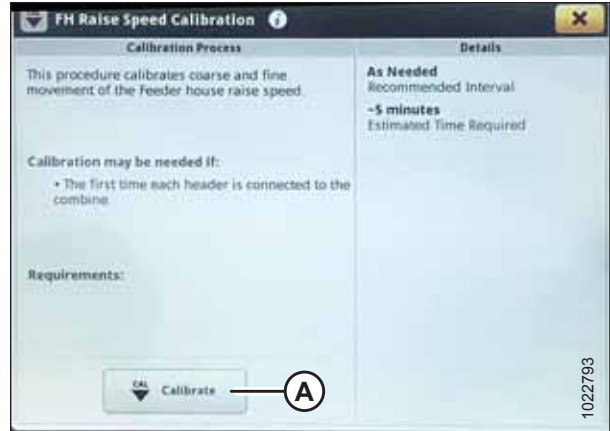 FH Raise Speed Calibration i
Calibration Process
Details
This procedure calibrates coarse and fine
movement of the Feeder house raise speed.
Calibration may be needed if:
• The first time each header is connected to the
combine.
Requirements:
As Needed
Recommended Interval
~5 minutes
Estimated Time Required
CAL
Calibrate
A
1022793